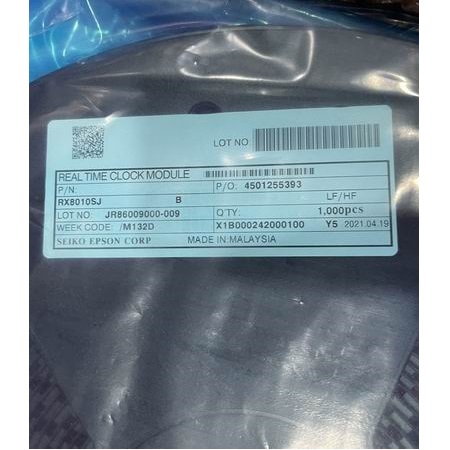 LOT NO
REAL TIME CLOCK MODULE
P/N: P/O: 4501255393
RX8010SJ B LF/HF
LOT NO JR86009000-009 Q'TY: 1,000pcs
WEEK CODE: /M132D X1B000242000100 Y5 2021.04.19
SEIKO EPSON CORP MADE IN MALAYSIA